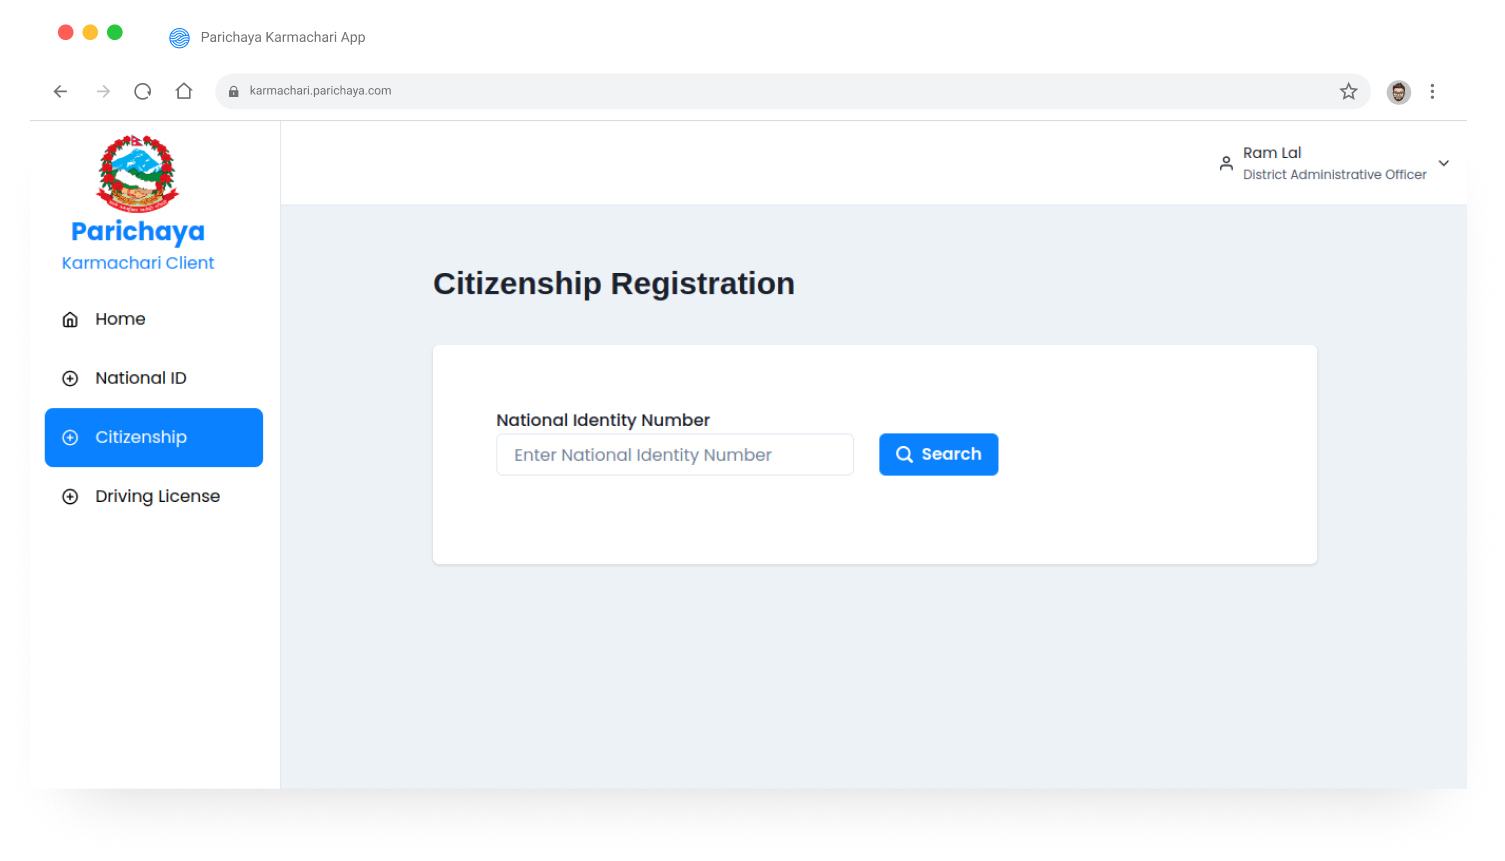 Parichaya Karmachari App
karmachari.parichaya.com
Parichaya
Karmachari Client
Home
National ID
Citizenship
Driving License
Ram Lal
District Administrative Officer
Citizenship Registration
National Identity Number
Enter National Identity Number
Search